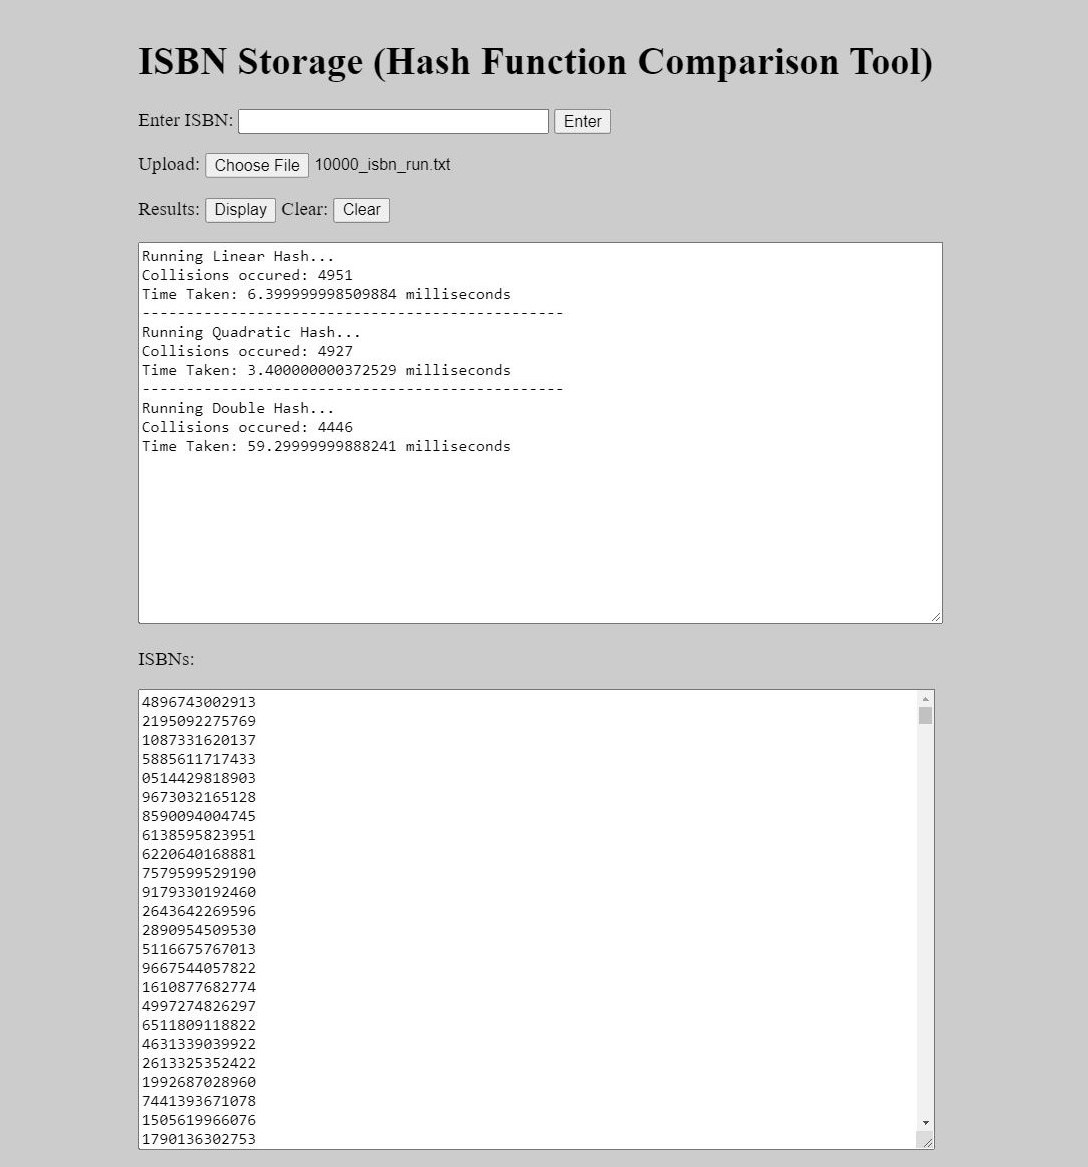 ISBN Storage (Hash Function Comparison Tool)
Enter ISBN: Enter
Upload: Choose File 10000_isbn_run.txt
Results: Display Clear: Clear
Running Linear Hash...
Collisions occured: 4951
Time Taken: 6.399999998509884 milliseconds
------------------------------------------------
Running Quadratic Hash...
Collisions occured: 4927
Time Taken: 3.400000000372529 milliseconds
------------------------------------------------
Running Double Hash...
Collisions occured: 4446
Time Taken: 59.29999999888241 milliseconds
ISBNs:
4896743002913
2195092275769
1087331620137
5885611717433
0514429818903
9673032165128
8590094004745
6138595823951
6220640168881
7579599529190
9179330192460
2643642269596
2890954509530
5116675767013
9667544057822
1610877682774
4997274826297
6511809118822
4631339039922
2613325352422
1992687028960
7441393671078
1505619966076
1790136302753